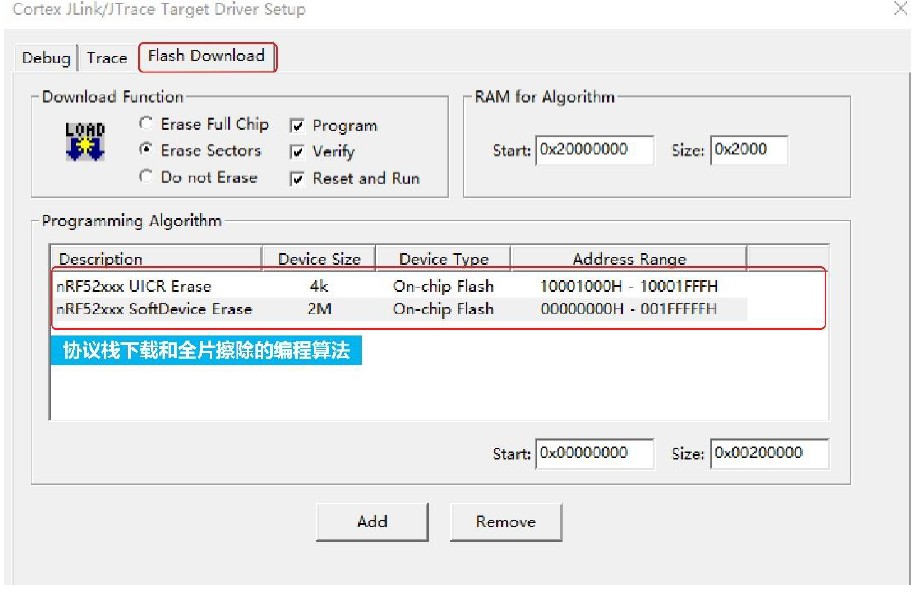 Cortex JLink/JTrace Target Driver Setup
Debug Trace Flash Download
Download Function
LOAD
Erase Full Chip
Erase Sectors
Do not Erase
Program
Verify
Reset and Run
RAM for Algorithm
Start: 0x20000000 Size: 0x2000
Programming Algorithm
Description Device Size Device Type Address Range
nRF52xxx UICR Erase 4k On-chip Flash 10001000H - 10001FFFH
nRF52xxx SoftDevice Erase 2M On-chip Flash 00000000H - 001FFFFFH
协议栈下载和全片擦除的编程算法
Start: 0x00000000 Size: 0x00200000
Add Remove